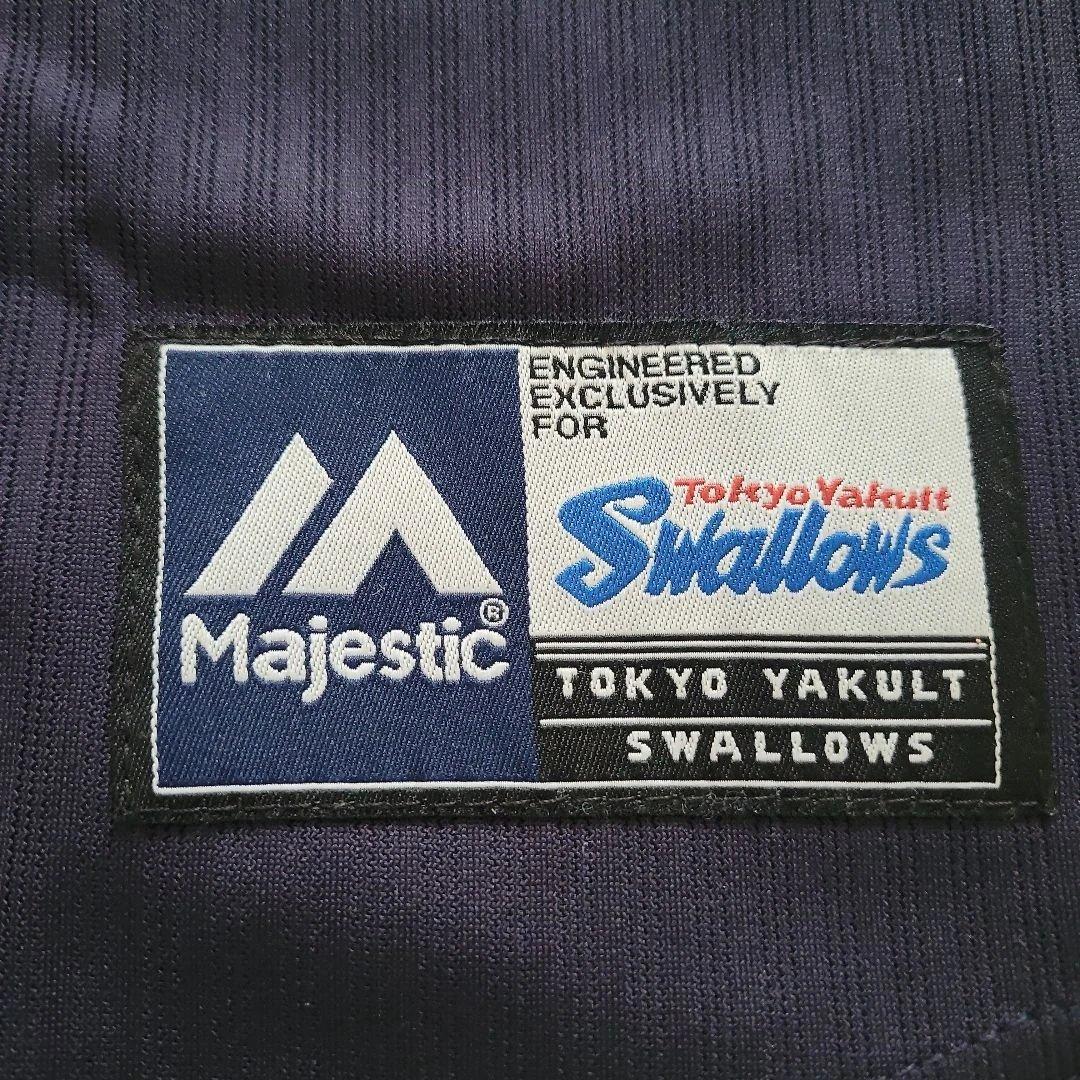 Majestic®
ENGINEERED
EXCLUSIVELY
FOR
Tokyo Yakult
Swallows
TOKYO YAKULT
SWALLOWS